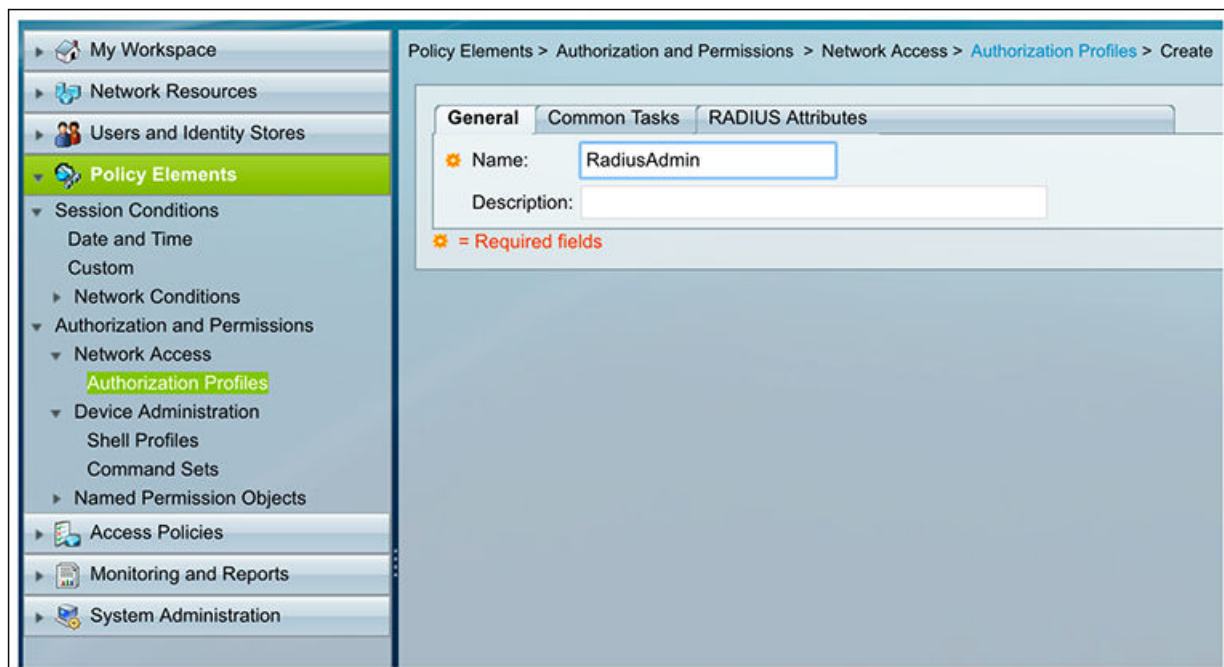 My Workspace
Network Resources
Users and Identity Stores
Policy Elements
Session Conditions
Date and Time
Custom
Network Conditions
Authorization and Permissions
Network Access
Authorization Profiles
Device Administration
Shell Profiles
Command Sets
Named Permission Objects
Access Policies
Monitoring and Reports
System Administration
Policy Elements > Authorization and Permissions > Network Access > Authorization Profiles > Create
General Common Tasks RADIUS Attributes
Name: RadiusAdmin
Description:
= Required fields